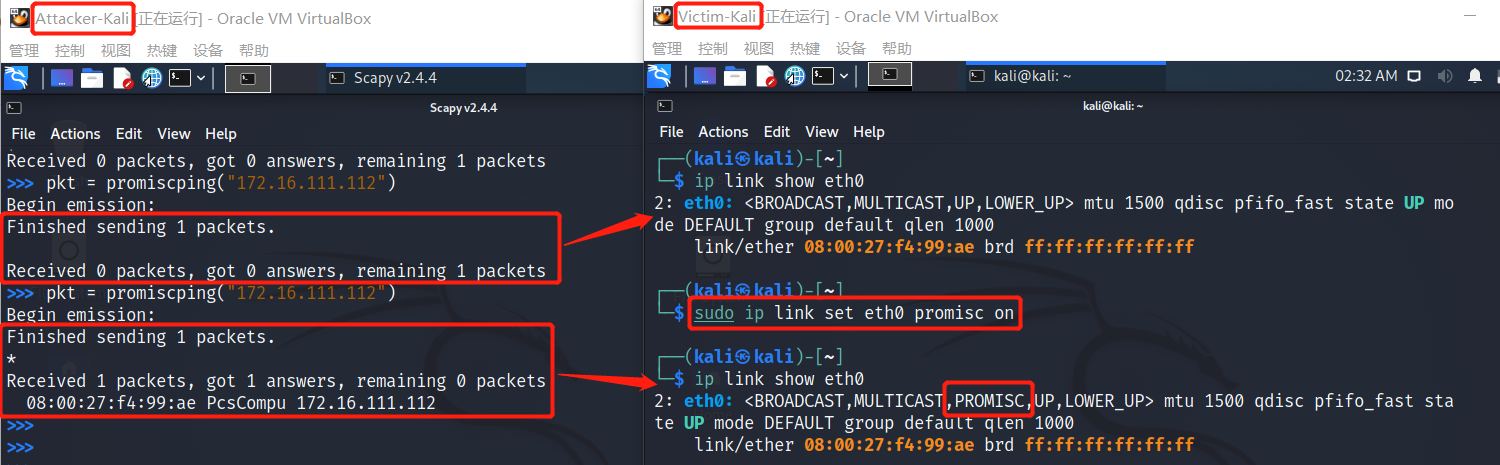 Attacker-Kali [正在运行] - Oracle VM VirtualBox
管理 控制 视图 热键 设备 帮助
Scapy v2.4.4
Scapy v2.4.4
File Actions Edit View Help
Received 0 packets, got 0 answers, remaining 1 packets
>>> pkt = promiscping("172.16.111.112")
Begin emission:
Finished sending 1 packets.
Received 0 packets, got 0 answers, remaining 1 packets
>>> pkt = promiscping("172.16.111.112")
Begin emission:
Finished sending 1 packets.
*
Received 1 packets, got 1 answers, remaining 0 packets
08:00:27:f4:99:ae PcsCompu 172.16.111.112
>>>
>>>
Victim-Kali [正在运行] - Oracle VM VirtualBox
管理 控制 视图 热键 设备 帮助
kali@kali: ~
02:32 AM
kali@kali: ~
File Actions Edit View Help
┌──(kali㉿kali)-[~]
└─$ ip link show eth0
2: eth0: <BROADCAST,MULTICAST,UP,LOWER_UP> mtu 1500 qdisc pfifo_fast state UP mo
de DEFAULT group default qlen 1000
link/ether 08:00:27:f4:99:ae brd ff:ff:ff:ff:ff:ff
┌──(kali㉿kali)-[~]
└─$ sudo ip link set eth0 promisc on
┌──(kali㉿kali)-[~]
└─$ ip link show eth0
2: eth0: <BROADCAST,MULTICAST,PROMISC,UP,LOWER_UP> mtu 1500 qdisc pfifo_fast sta
te UP mode DEFAULT group default qlen 1000
link/ether 08:00:27:f4:99:ae brd ff:ff:ff:ff:ff:ff